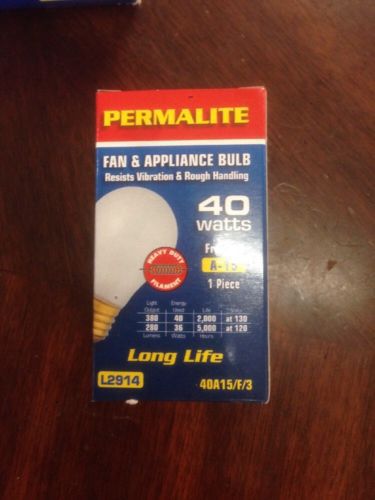 PERMALITE
FAN & APPLIANCE BULB
Resists Vibration & Rough Handling
40
watts
A-15
1 Piece
HEAVY DUTY
FILAMENT
Light Energy
Output Used Life
380 40 2,000 at 130
280 36 5,000 at 120
Lumens Watts Hours
Long Life
L2914
40A15/F/3